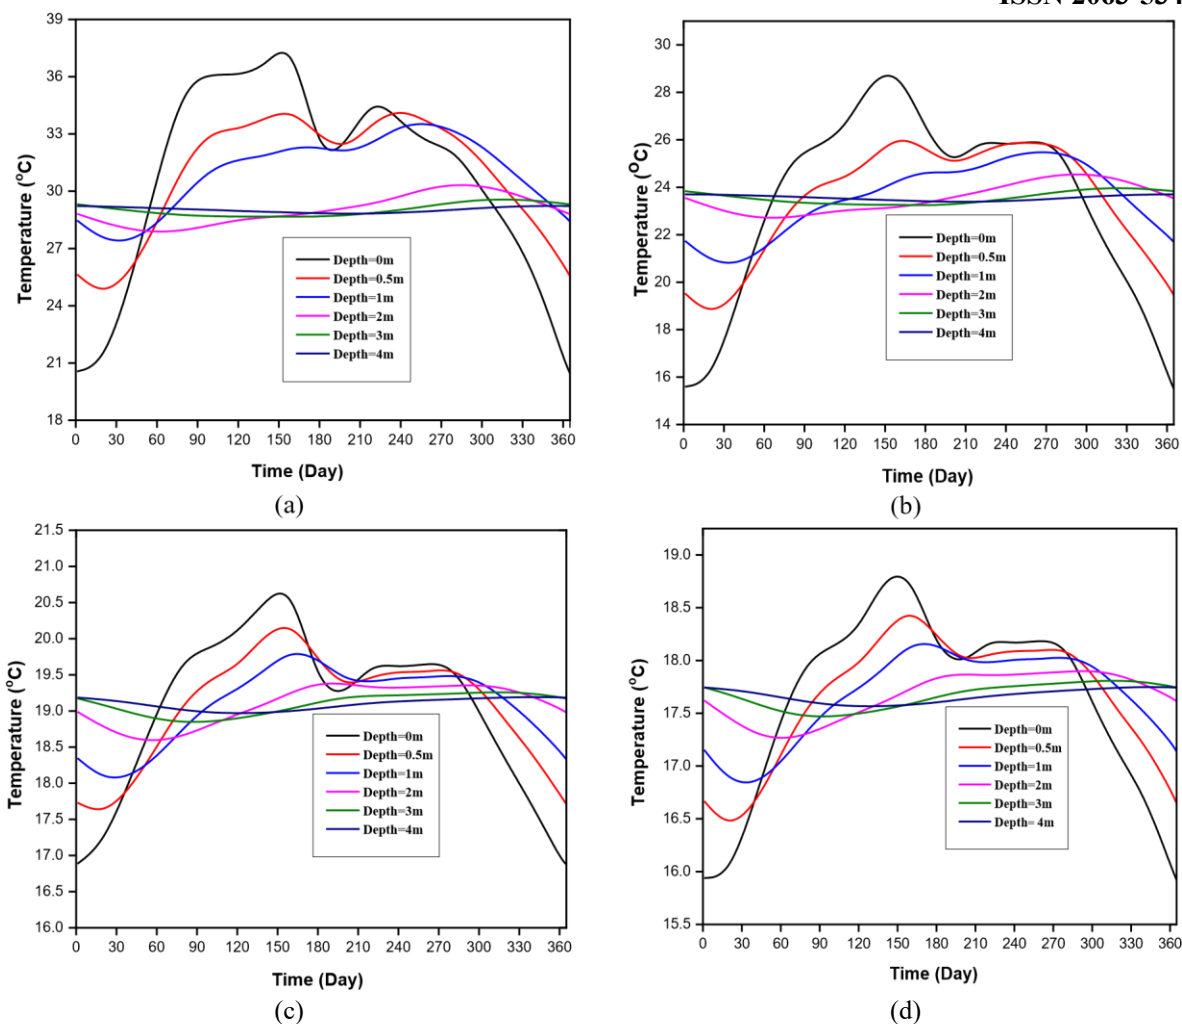 39
36
33
30
27
24
21
18
Temperature (°C)
Depth=0m
Depth=0.5m
Depth=1m
Depth=2m
Depth=3m
Depth=4m
0 30 60 90 120 150 180 210 240 270 300 330 360
Time (Day)
(a)
30
28
26
24
22
20
18
16
14
Temperature (°C)
Depth=0m
Depth=0.5m
Depth=1m
Depth=2m
Depth=3m
Depth=4m
0 30 60 90 120 150 180 210 240 270 300 330 360
Time (Day)
(b)
21.5
21.0
20.5
20.0
19.5
19.0
18.5
18.0
17.5
17.0
16.5
16.0
Temperature (°C)
Depth=0m
Depth=0.5m
Depth=1m
Depth=2m
Depth=3m
Depth=4m
0 30 60 90 120 150 180 210 240 270 300 330 360
Time (Day)
(c)
19.0
18.5
18.0
17.5
17.0
16.5
16.0
15.5
Temperature (°C)
Depth=0m
Depth=0.5m
Depth=1m
Depth=2m
Depth=3m
Depth= 4m
0 30 60 90 120 150 180 210 240 270 300 330 360
Time (Day)
(d)